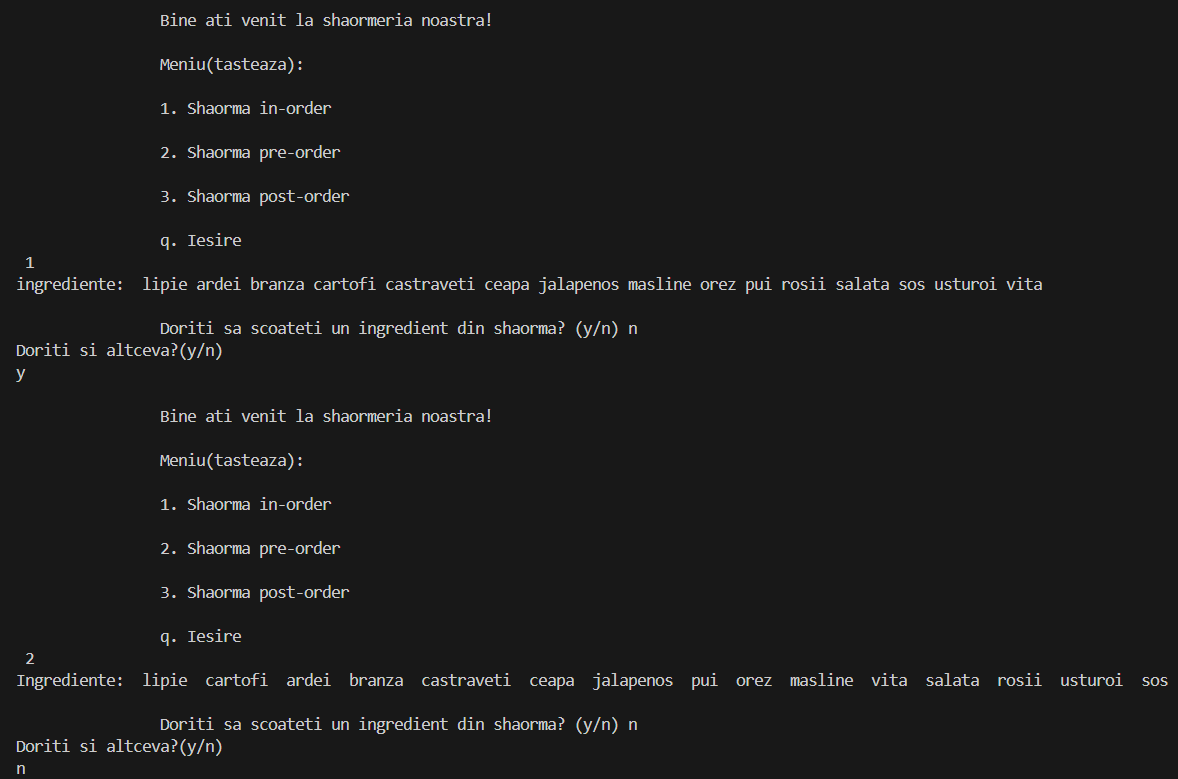 Bine ati venit la shaormeria noastra!
Meniu(tasteaza):
1. Shaorma in-order
2. Shaorma pre-order
3. Shaorma post-order
q. Iesire
1
ingrediente:  lipie ardei branza cartofi castraveti ceapa jalapenos masline orez pui rosii salata sos usturoi vita
Doriti sa scoateti un ingredient din shaorma? (y/n) n
Doriti si altceva?(y/n)
y
Bine ati venit la shaormeria noastra!
Meniu(tasteaza):
1. Shaorma in-order
2. Shaorma pre-order
3. Shaorma post-order
q. Iesire
2
Ingrediente:  lipie  cartofi  ardei  branza  castraveti  ceapa  jalapenos  pui  orez  masline  vita  salata  rosii  usturoi  sos
Doriti sa scoateti un ingredient din shaorma? (y/n) n
Doriti si altceva?(y/n)
n